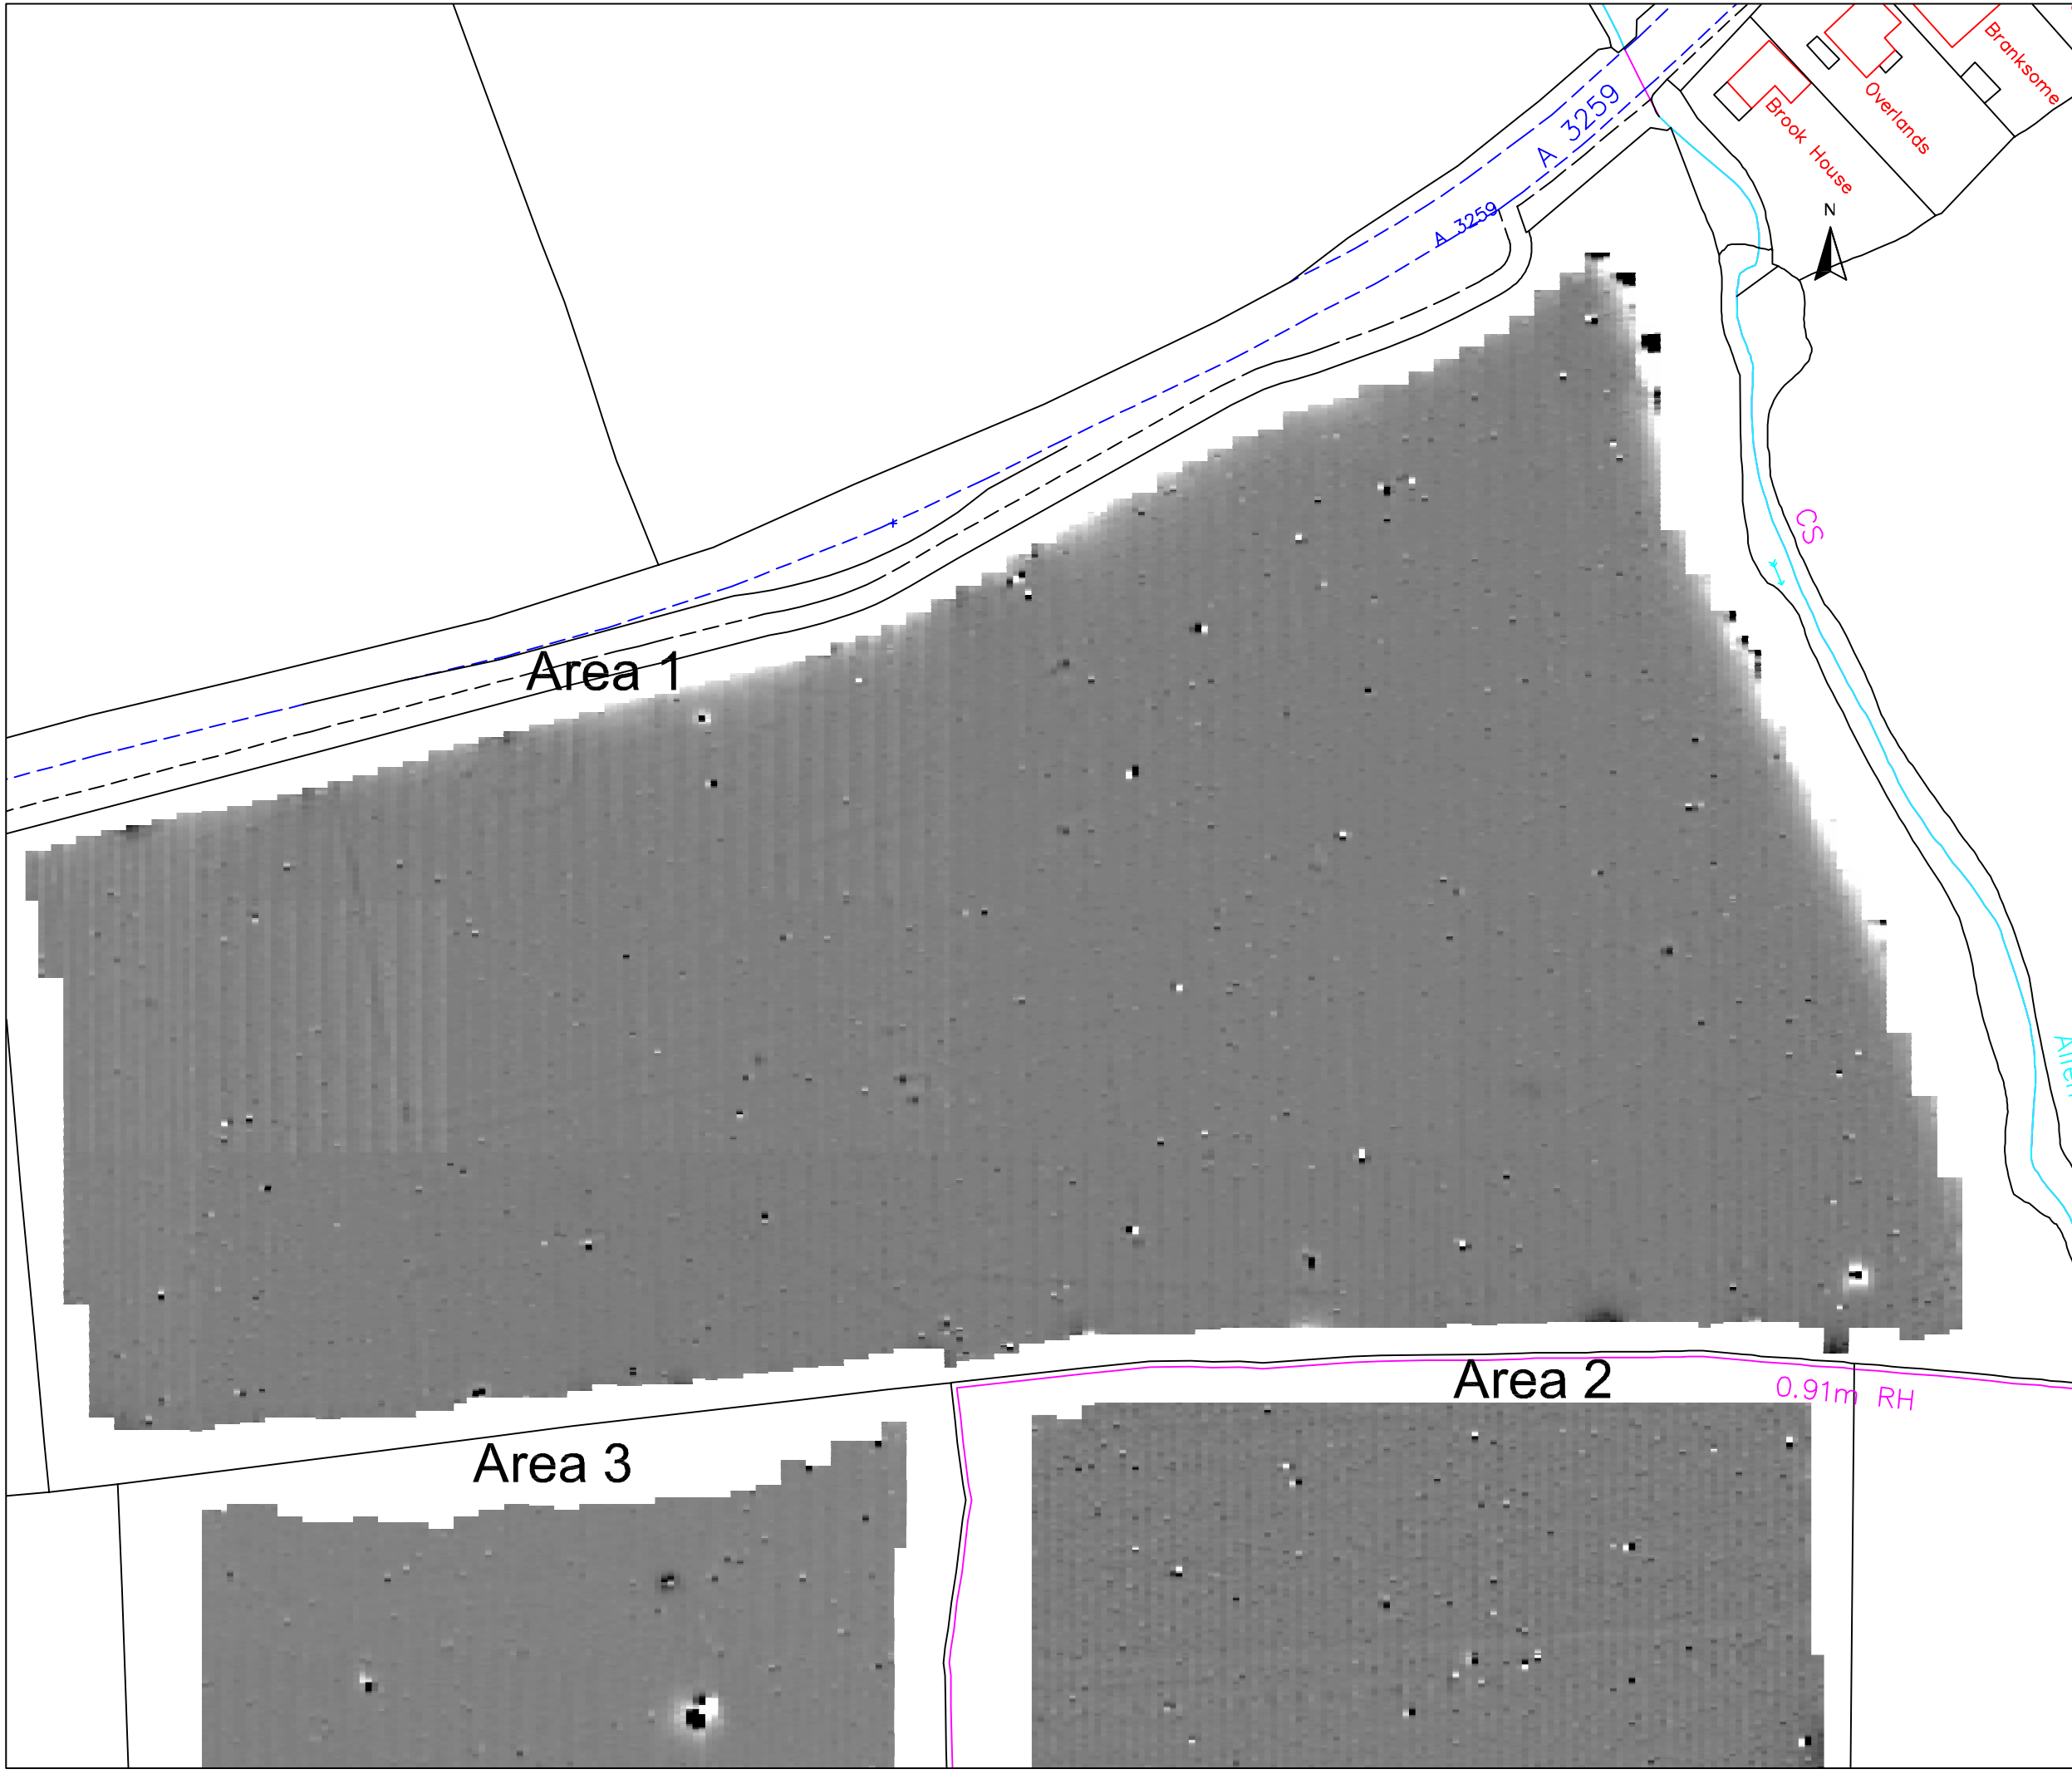 Branksome
Overlands
Brook House
A 3259
A 3259
N
CS
Area 1
Area 2
0.91m RH
Area 3